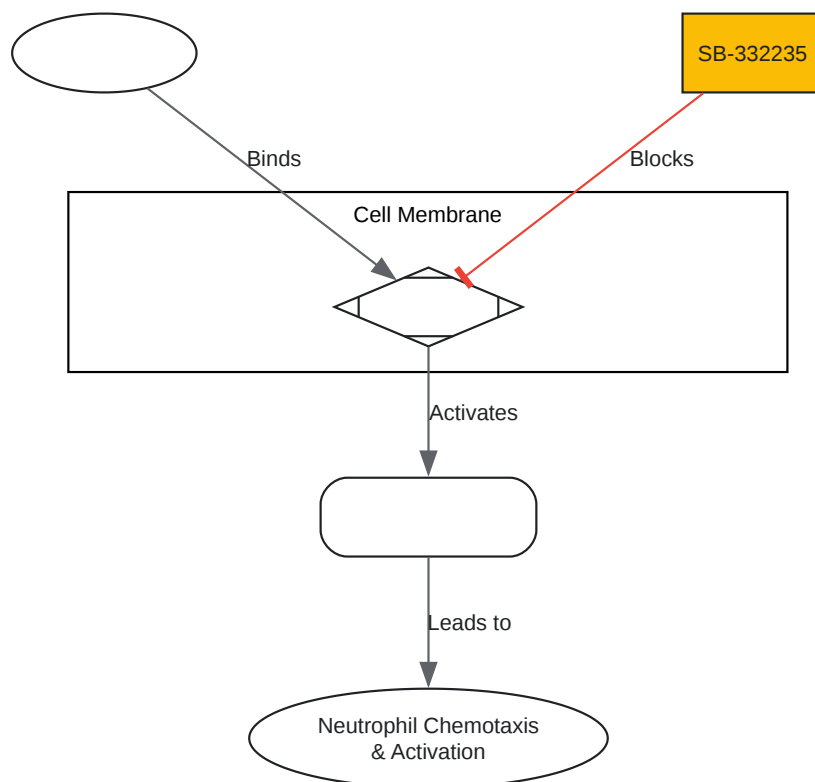 SB-332235
Binds
Blocks
Cell Membrane
Activates
Leads to
Neutrophil Chemotaxis
& Activation